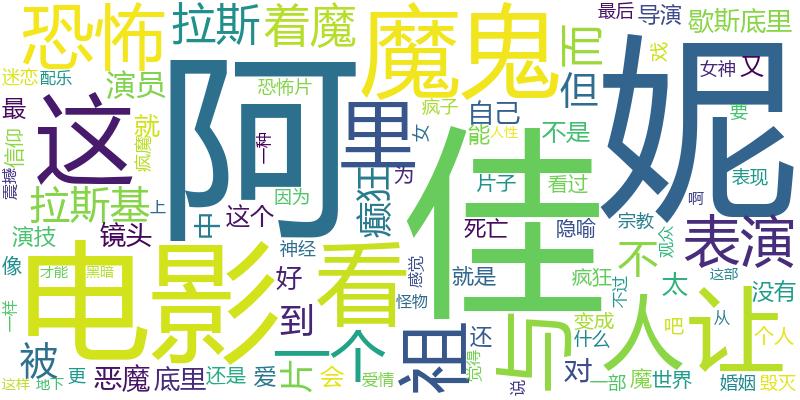 恐怖
拉斯
着魔
魔鬼
而
最后
导演
戏
歇斯底里
迷恋
配乐
演员
恐怖片
疯子
自己
但
女神
又
最
这
阿
里
妮
就
疯魔
信仰
一种
女
能
人性
不是
要
震撼
癫狂
为
佳
片子
看过
表现
拉斯基
上
中
这个
因为
死亡
隐喻
宗教
啊
演技
镜头
神经
感觉
观众
表演
像
电影
看
好
就是
疯狂
不
太
这部
没有
才能
黑暗
怪物
不过
一样
到
祖
还
与
变成
什么
人
吧
让
从
个人
被
一个
觉得
对
更
恶魔
底里
还是
爱
片
会
爱情
说
一部
魔
世界
婚姻
毁灭
这样
地下